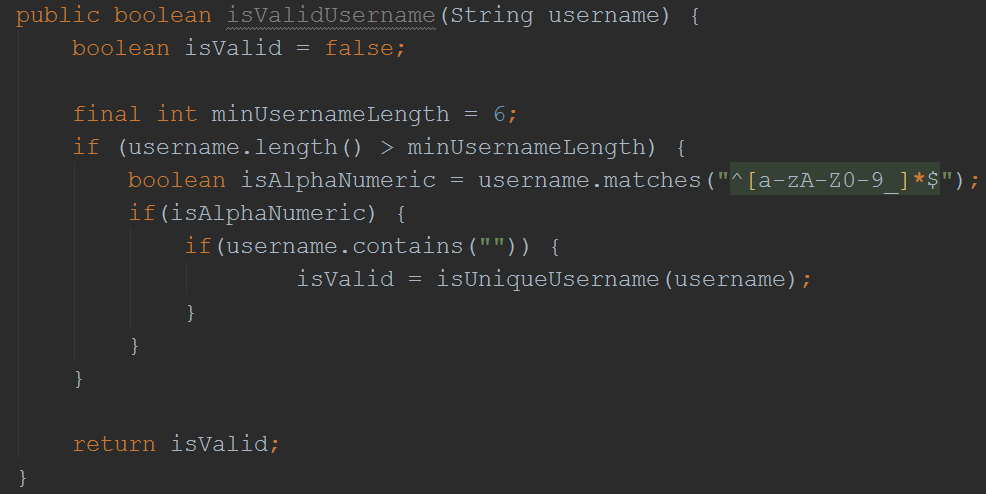 public boolean isValidUsername(String username) {
boolean isValid = false;
final int minUsernameLength = 6;
if (username.length() > minUsernameLength) {
boolean isAlphaNumeric = username.matches("^[a-zA-Z0-9_]*$");
if(isAlphaNumeric) {
if(username.contains("")) {
isValid = isUniqueUsername(username);
}
}
}
return isValid;
}